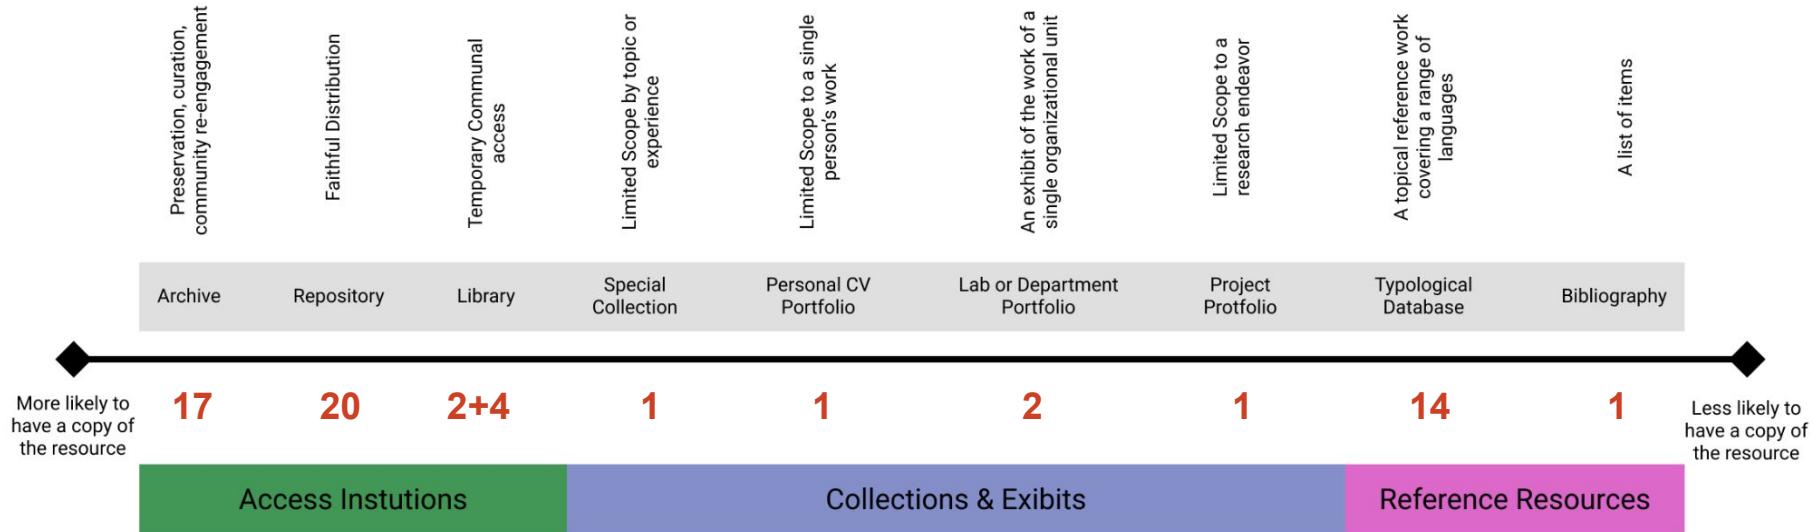 Preservation, curation,
community re-engagement
Faithful Distribution
Temporary Communal
access
Limited Scope by topic or
experience
Limited Scope to a single
person's work
An exhibit of the work of a
single organizational unit
Limited Scope to a
research endeavor
A topical reference work
covering a range of
languages
A list of items
Archive
Repository
Library
Special
Collection
Personal CV
Portfolio
Lab or Department
Portfolio
Project
Protfolio
Typological
Database
Bibliography
More likely to
have a copy of
the resource
17
20
2+4
1
1
2
1
14
1
Less likely to
have a copy of
the resource
Access Instutions
Collections & Exibits
Reference Resources